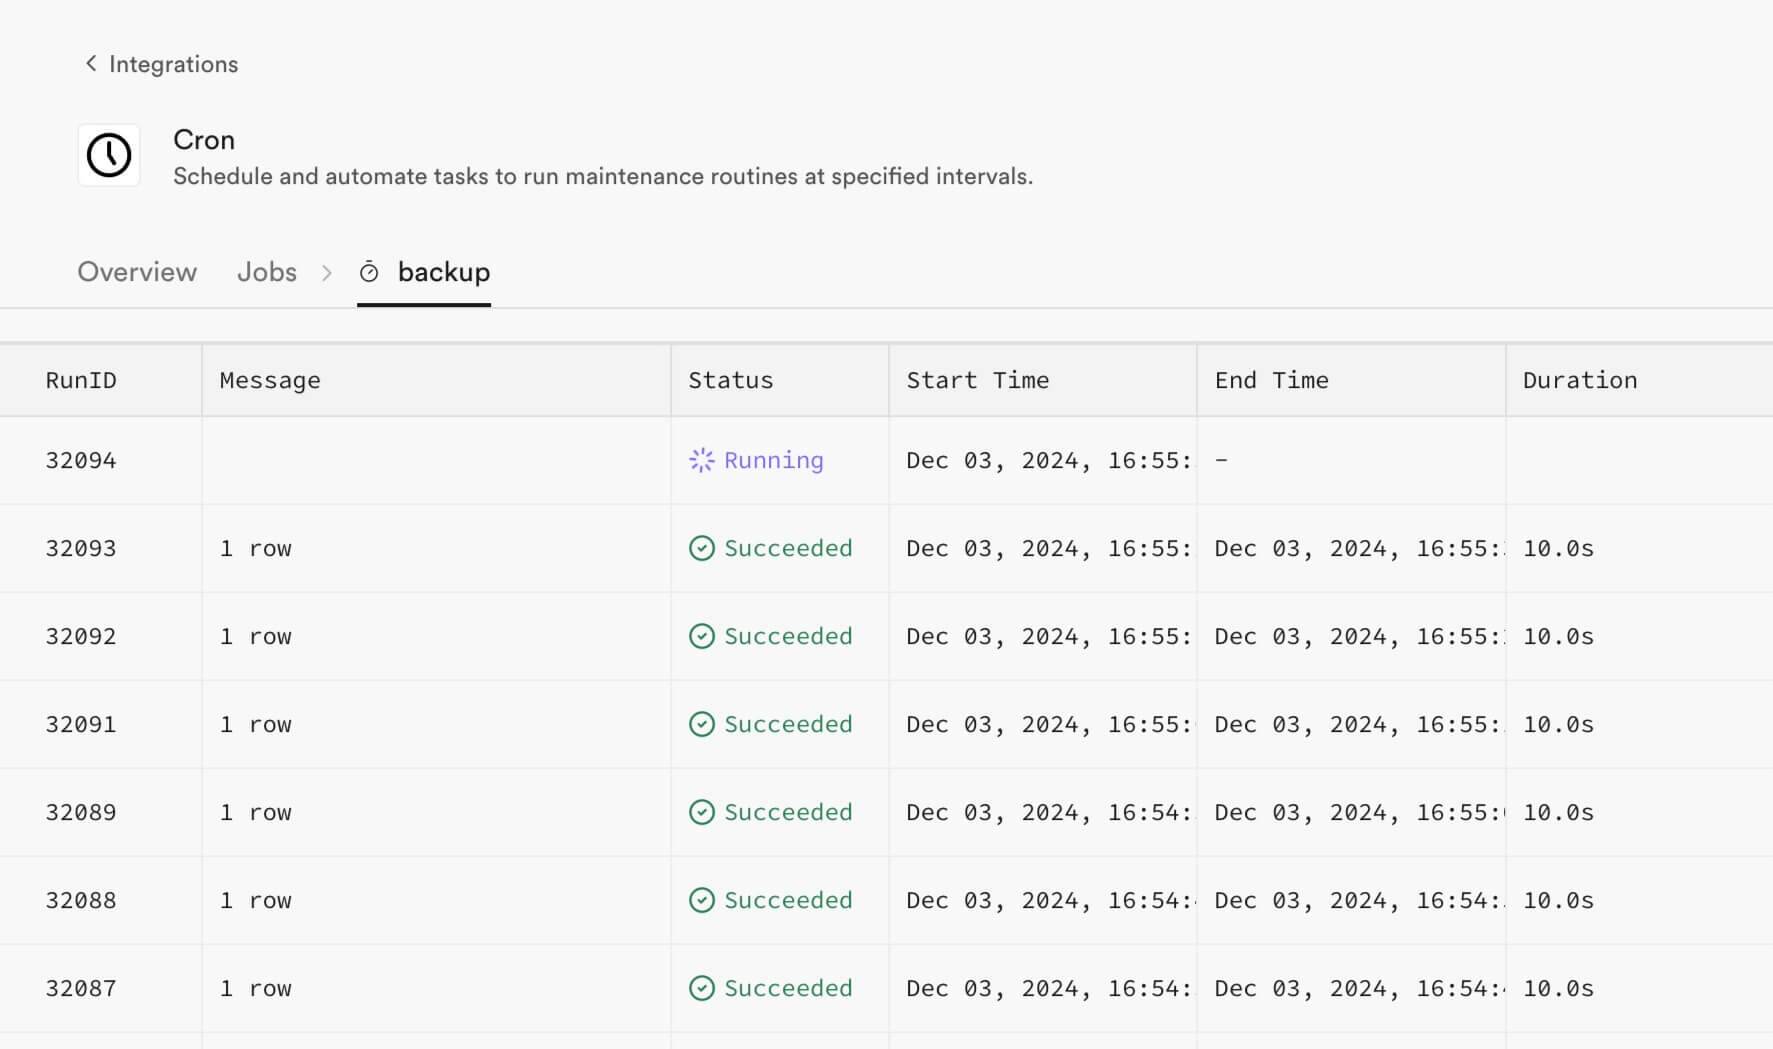 Integrations
Cron
Schedule and automate tasks to run maintenance routines at specified intervals.
Overview Jobs backup
RunID Message Status Start Time End Time Duration
32094 Running Dec 03, 2024, 16:55: –
32093 1 row Succeeded Dec 03, 2024, 16:55: Dec 03, 2024, 16:55: 10.0s
32092 1 row Succeeded Dec 03, 2024, 16:55: Dec 03, 2024, 16:55: 10.0s
32091 1 row Succeeded Dec 03, 2024, 16:55: Dec 03, 2024, 16:55: 10.0s
32089 1 row Succeeded Dec 03, 2024, 16:54: Dec 03, 2024, 16:55: 10.0s
32088 1 row Succeeded Dec 03, 2024, 16:54: Dec 03, 2024, 16:54: 10.0s
32087 1 row Succeeded Dec 03, 2024, 16:54: Dec 03, 2024, 16:54: 10.0s